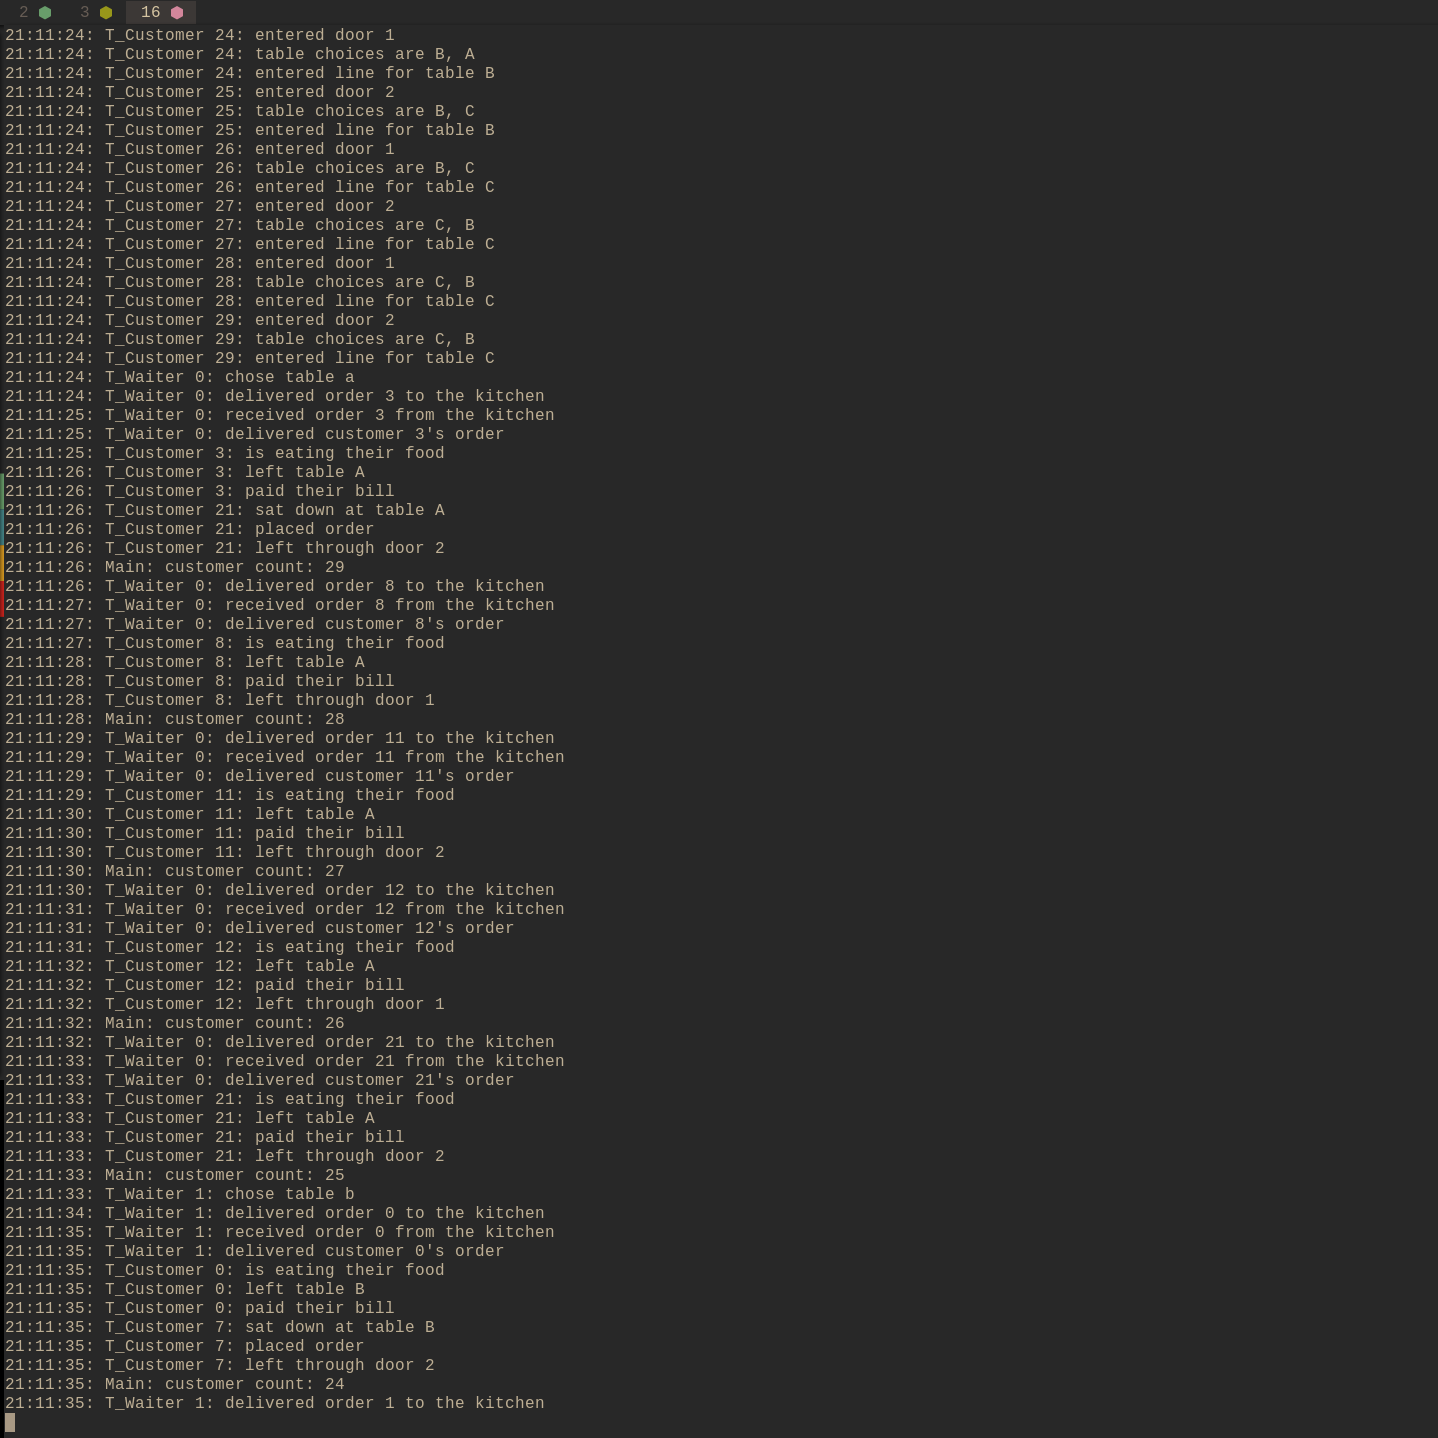 2 3 16
21:11:24: T_Customer 24: entered door 1
21:11:24: T_Customer 24: table choices are B, A
21:11:24: T_Customer 24: entered line for table B
21:11:24: T_Customer 25: entered door 2
21:11:24: T_Customer 25: table choices are B, C
21:11:24: T_Customer 25: entered line for table B
21:11:24: T_Customer 26: entered door 1
21:11:24: T_Customer 26: table choices are B, C
21:11:24: T_Customer 26: entered line for table C
21:11:24: T_Customer 27: entered door 2
21:11:24: T_Customer 27: table choices are C, B
21:11:24: T_Customer 27: entered line for table C
21:11:24: T_Customer 28: entered door 1
21:11:24: T_Customer 28: table choices are C, B
21:11:24: T_Customer 28: entered line for table C
21:11:24: T_Customer 29: entered door 2
21:11:24: T_Customer 29: table choices are C, B
21:11:24: T_Customer 29: entered line for table C
21:11:24: T_Waiter 0: chose table a
21:11:24: T_Waiter 0: delivered order 3 to the kitchen
21:11:25: T_Waiter 0: received order 3 from the kitchen
21:11:25: T_Waiter 0: delivered customer 3's order
21:11:25: T_Customer 3: is eating their food
21:11:26: T_Customer 3: left table A
21:11:26: T_Customer 3: paid their bill
21:11:26: T_Customer 21: sat down at table A
21:11:26: T_Customer 21: placed order
21:11:26: T_Customer 21: left through door 2
21:11:26: Main: customer count: 29
21:11:26: T_Waiter 0: delivered order 8 to the kitchen
21:11:27: T_Waiter 0: received order 8 from the kitchen
21:11:27: T_Waiter 0: delivered customer 8's order
21:11:27: T_Customer 8: is eating their food
21:11:28: T_Customer 8: left table A
21:11:28: T_Customer 8: paid their bill
21:11:28: T_Customer 8: left through door 1
21:11:28: Main: customer count: 28
21:11:29: T_Waiter 0: delivered order 11 to the kitchen
21:11:29: T_Waiter 0: received order 11 from the kitchen
21:11:29: T_Waiter 0: delivered customer 11's order
21:11:29: T_Customer 11: is eating their food
21:11:30: T_Customer 11: left table A
21:11:30: T_Customer 11: paid their bill
21:11:30: T_Customer 11: left through door 2
21:11:30: Main: customer count: 27
21:11:30: T_Waiter 0: delivered order 12 to the kitchen
21:11:31: T_Waiter 0: received order 12 from the kitchen
21:11:31: T_Waiter 0: delivered customer 12's order
21:11:31: T_Customer 12: is eating their food
21:11:32: T_Customer 12: left table A
21:11:32: T_Customer 12: paid their bill
21:11:32: T_Customer 12: left through door 1
21:11:32: Main: customer count: 26
21:11:32: T_Waiter 0: delivered order 21 to the kitchen
21:11:33: T_Waiter 0: received order 21 from the kitchen
21:11:33: T_Waiter 0: delivered customer 21's order
21:11:33: T_Customer 21: is eating their food
21:11:33: T_Customer 21: left table A
21:11:33: T_Customer 21: paid their bill
21:11:33: T_Customer 21: left through door 2
21:11:33: Main: customer count: 25
21:11:33: T_Waiter 1: chose table b
21:11:34: T_Waiter 1: delivered order 0 to the kitchen
21:11:35: T_Waiter 1: received order 0 from the kitchen
21:11:35: T_Waiter 1: delivered customer 0's order
21:11:35: T_Customer 0: is eating their food
21:11:35: T_Customer 0: left table B
21:11:35: T_Customer 0: paid their bill
21:11:35: T_Customer 7: sat down at table B
21:11:35: T_Customer 7: placed order
21:11:35: T_Customer 7: left through door 2
21:11:35: Main: customer count: 24
21:11:35: T_Waiter 1: delivered order 1 to the kitchen